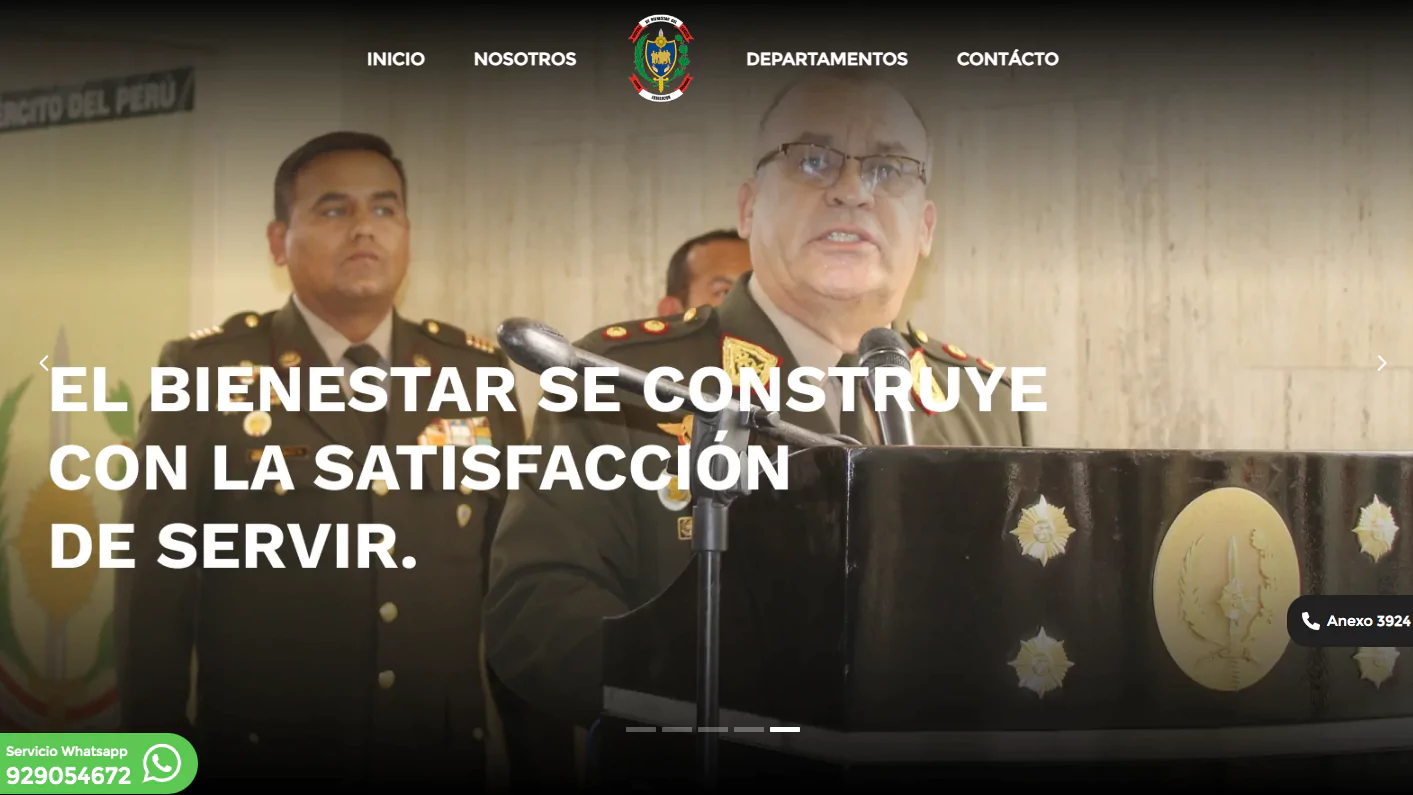 INICIO
NOSOTROS
DEPARTAMENTOS
CONTÁCTO
DEL PERÚ
EL BIENESTAR SE CONSTRUYE
CON LA SATISFACCIÓN
DE SERVIR.
Anexo 3924
Servicio Whatsapp
929054672